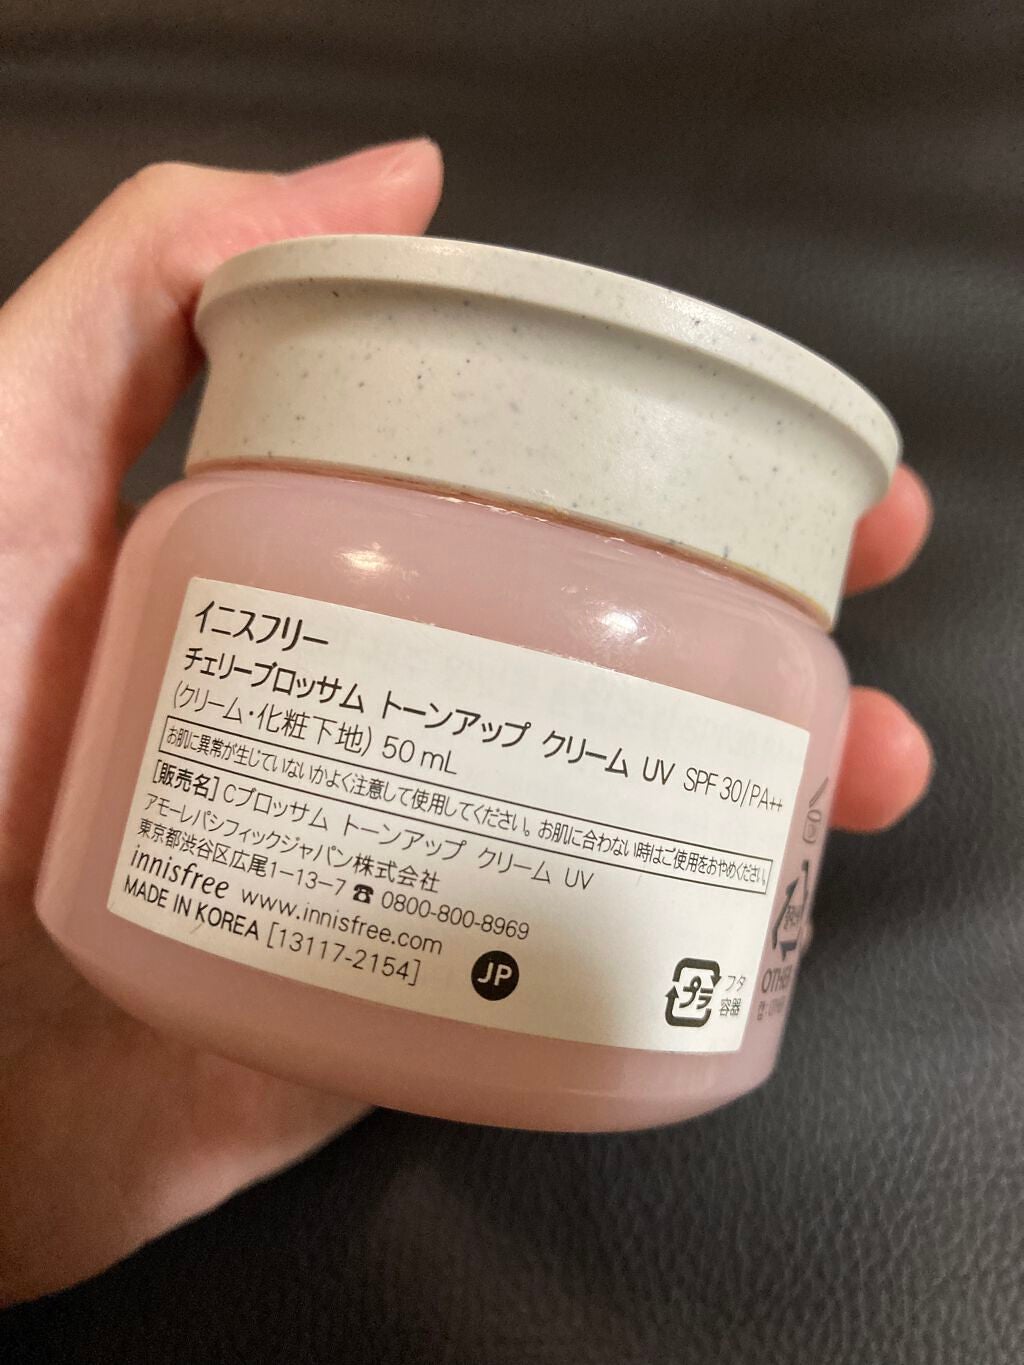 イニスフリー
チェリーブロッサム トーンアップ クリーム UV SPF 30/PA++
(クリーム・化粧下地) 50 mL
お肌に異常が生じていないかよく注意して使用してください。お肌に合わない時はご使用をおやめください。
[販売名] Cブロッサム トーンアップ クリーム UV
アモーレパシフィックジャパン株式会社
東京都渋谷区広尾1-13-7 ☎ 0800-800-8969
innisfree www.innisfree.com
MADE IN KOREA [13117-2154]
JP
プラ
フタ
容器
OTHER